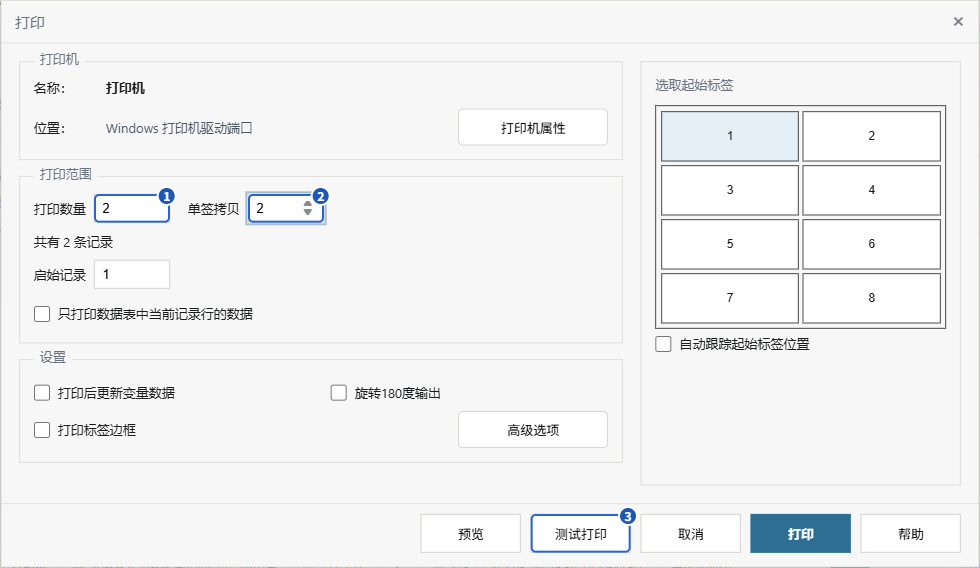 打印
打印机
名称： 打印机
位置： Windows 打印机驱动端口 打印机属性
打印范围
打印数量 2 1 单签拷贝 2 2
共有 2 条记录
启始记录 1
只打印数据表中当前记录行的数据
设置
打印后更新变量数据 旋转180度输出
打印标签边框 高级选项
选取起始标签
1 2
3 4
5 6
7 8
自动跟踪起始标签位置
预览 测试打印 3 取消 打印 帮助